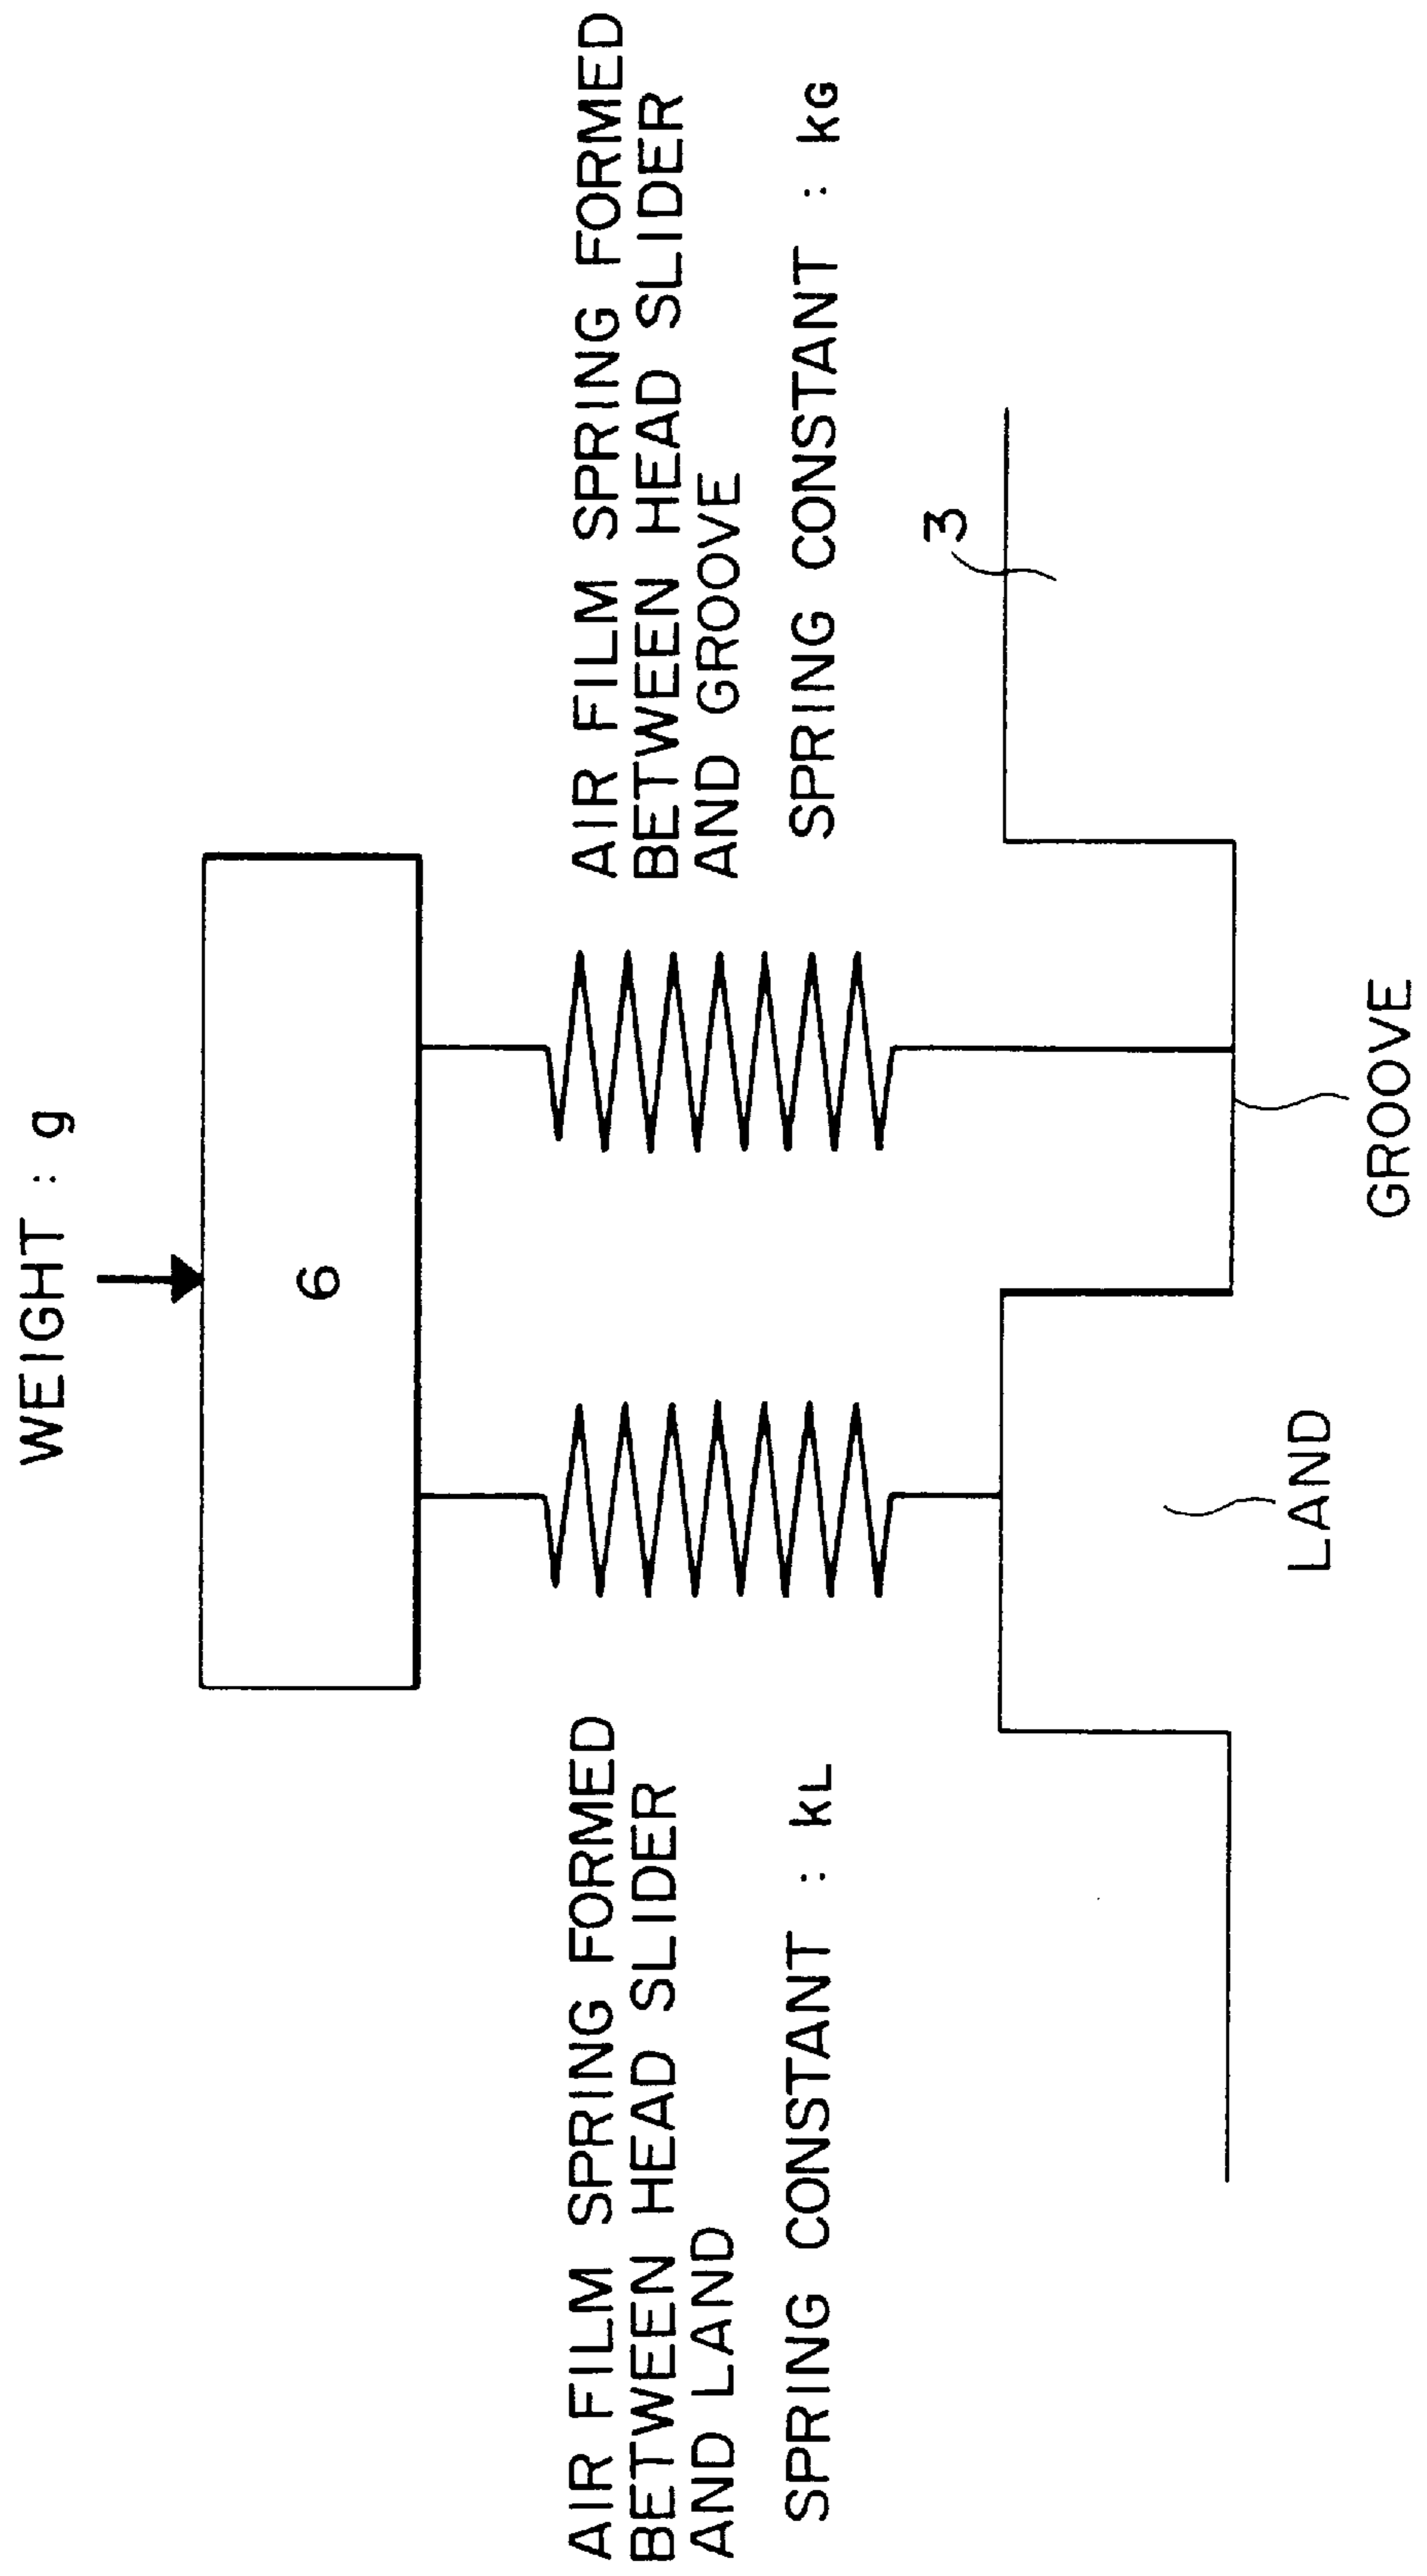 WEIGHT : g
6
AIR FILM SPRING FORMED
BETWEEN HEAD SLIDER
AND LAND
SPRING CONSTANT : kL
AIR FILM SPRING FORMED
BETWEEN HEAD SLIDER
AND GROOVE
SPRING CONSTANT : kG
3
LAND
GROOVE